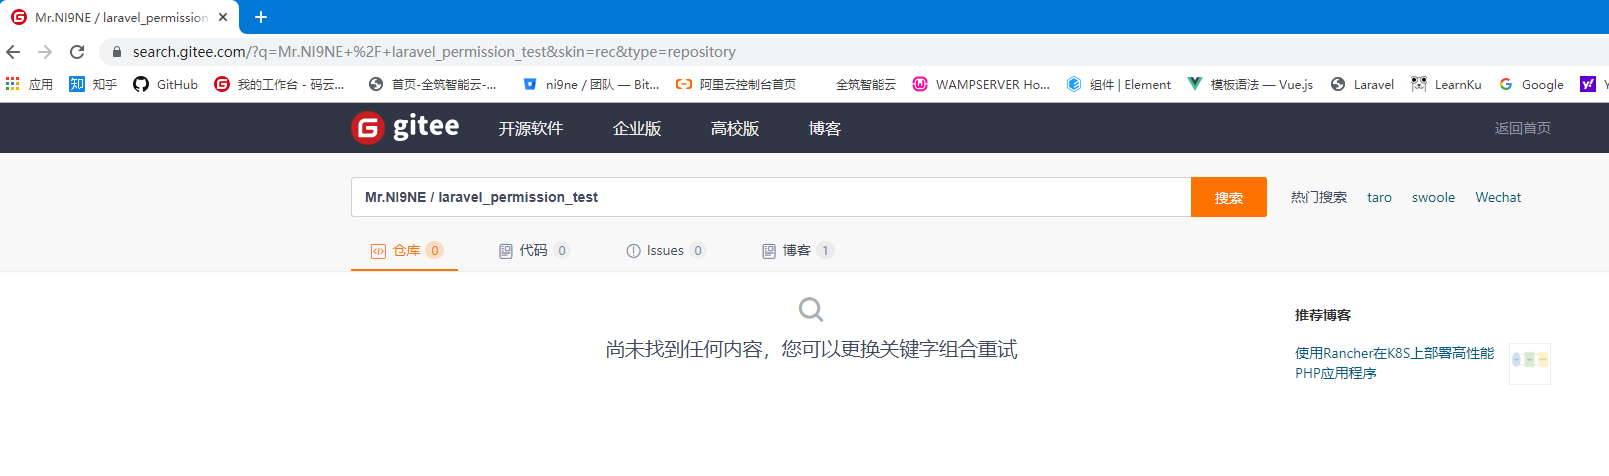 Mr.NI9NE / laravel_permission
search.gitee.com/?q=Mr.NI9NE+%2F+laravel_permission_test&skin=rec&type=repository
应用 知乎 GitHub 我的工作台 - 码云... 首页-全筑智能云-... ni9ne / 团队 — Bit... 阿里云控制台首页 全筑智能云 WAMPSERVER Ho... 组件 | Element 模板语法 — Vue.js Laravel LearnKu Google Y
gitee 开源软件 企业版 高校版 博客 返回首页
Mr.NI9NE / laravel_permission_test 搜索 热门搜索 taro swoole Wechat
仓库 0 代码 0 Issues 0 博客 1
尚未找到任何内容，您可以更换关键字组合重试
推荐博客
使用Rancher在K8S上部署高性能
PHP应用程序